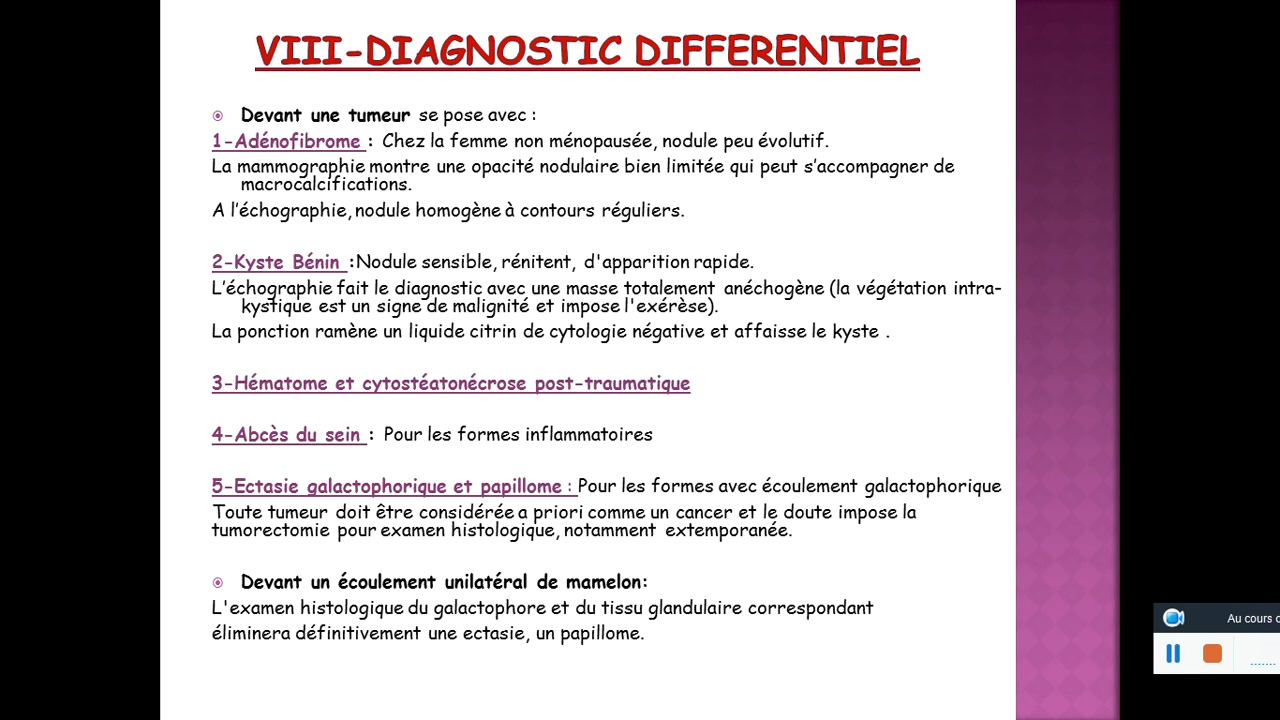 VIII-DIAGNOSTIC DIFFERENTIEL
Devant une tumeur se pose avec :
1-Adénofibrome : Chez la femme non ménopausée, nodule peu évolutif.
La mammographie montre une opacité nodulaire bien limitée qui peut s’accompagner de
macrocalcifications.
A l’échographie, nodule homogène à contours réguliers.
2-Kyste Bénin :Nodule sensible, rénitent, d'apparition rapide.
L’échographie fait le diagnostic avec une masse totalement anéchogène (la végétation intra-
kystique est un signe de malignité et impose l'exérèse).
La ponction ramène un liquide citrin de cytologie négative et affaisse le kyste .
3-Hématome et cytostéatonécrose post-traumatique
4-Abcès du sein : Pour les formes inflammatoires
5-Ectasie galactophorique et papillome : Pour les formes avec écoulement galactophorique
Toute tumeur doit être considérée a priori comme un cancer et le doute impose la
tumorectomie pour examen histologique, notamment extemporanée.
Devant un écoulement unilatéral de mamelon:
L'examen histologique du galactophore et du tissu glandulaire correspondant
éliminera définitivement une ectasie, un papillome.
Au cours